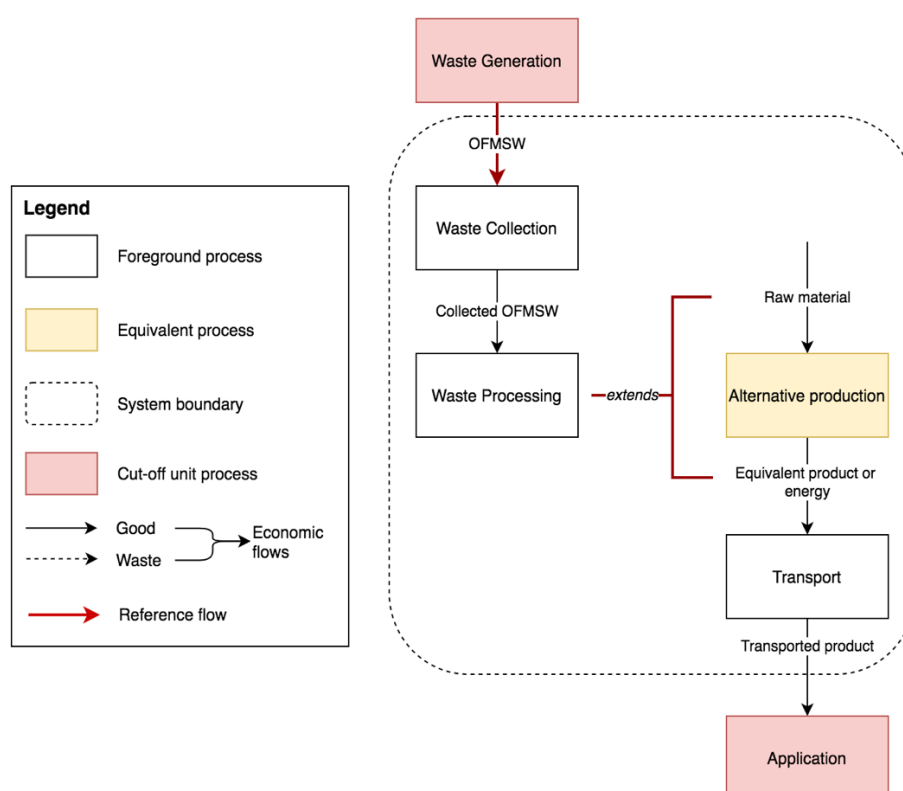 Waste Generation
OFMSW
Waste Collection
Collected OFMSW
Waste Processing
extends
Raw material
Alternative production
Equivalent product or
energy
Transport
Transported product
Application
Legend
Foreground process
Equivalent process
System boundary
Cut-off unit process
Good
Waste
Economic
flows
Reference flow